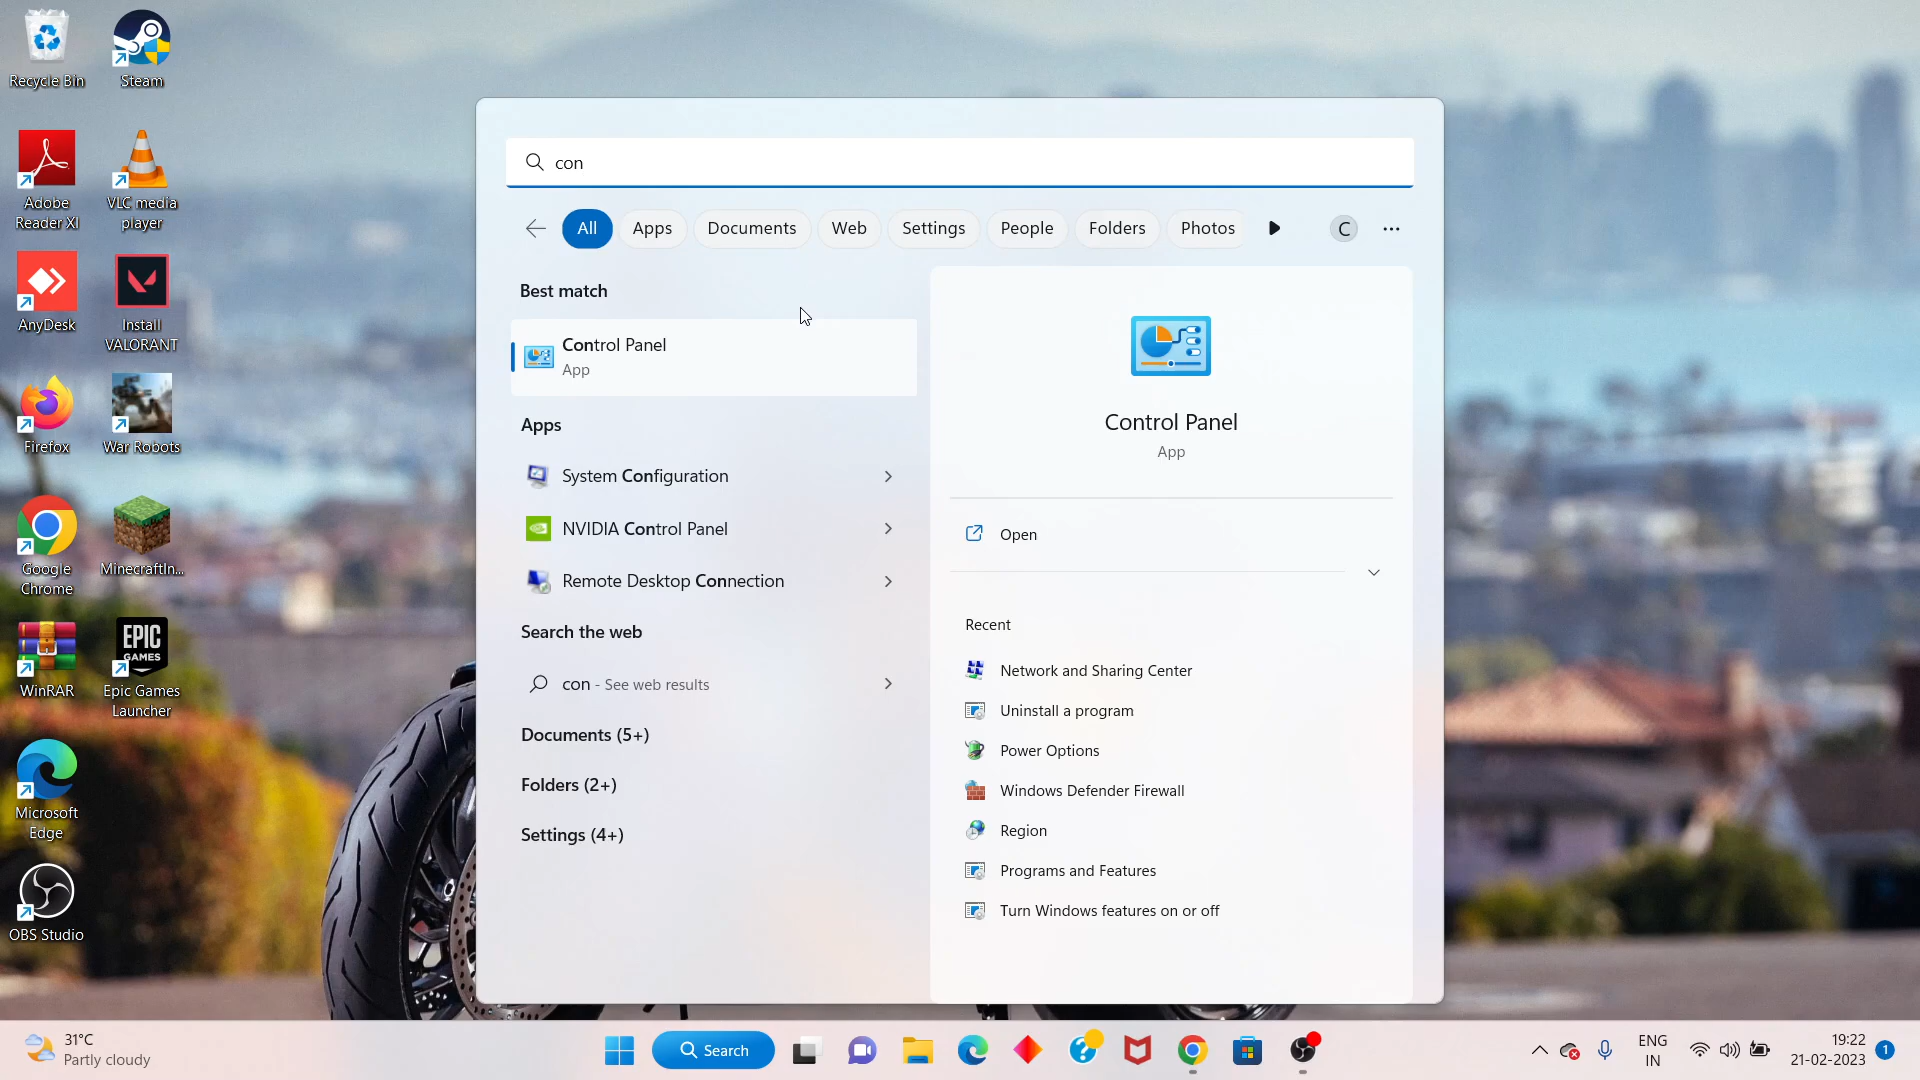 Recycle Bin
Steam
Adobe
Reader XI
VLC media
player
AnyDesk
Install
VALORANT
Firefox
War Robots
Google
Chrome
MinecraftIn...
WinRAR
EPIC
GAMES
Epic Games
Launcher
Microsoft
Edge
OBS Studio
con
All
Apps
Documents
Web
Settings
People
Folders
Photos
C
Best match
Control Panel
App
Apps
System Configuration
NVIDIA Control Panel
Remote Desktop Connection
Search the web
con - See web results
Documents (5+)
Folders (2+)
Settings (4+)
Control Panel
App
Open
Recent
Network and Sharing Center
Uninstall a program
Power Options
Windows Defender Firewall
Region
Programs and Features
Turn Windows features on or off
31°C
Partly cloudy
Search
ENG
IN
19:22
21-02-2023
1